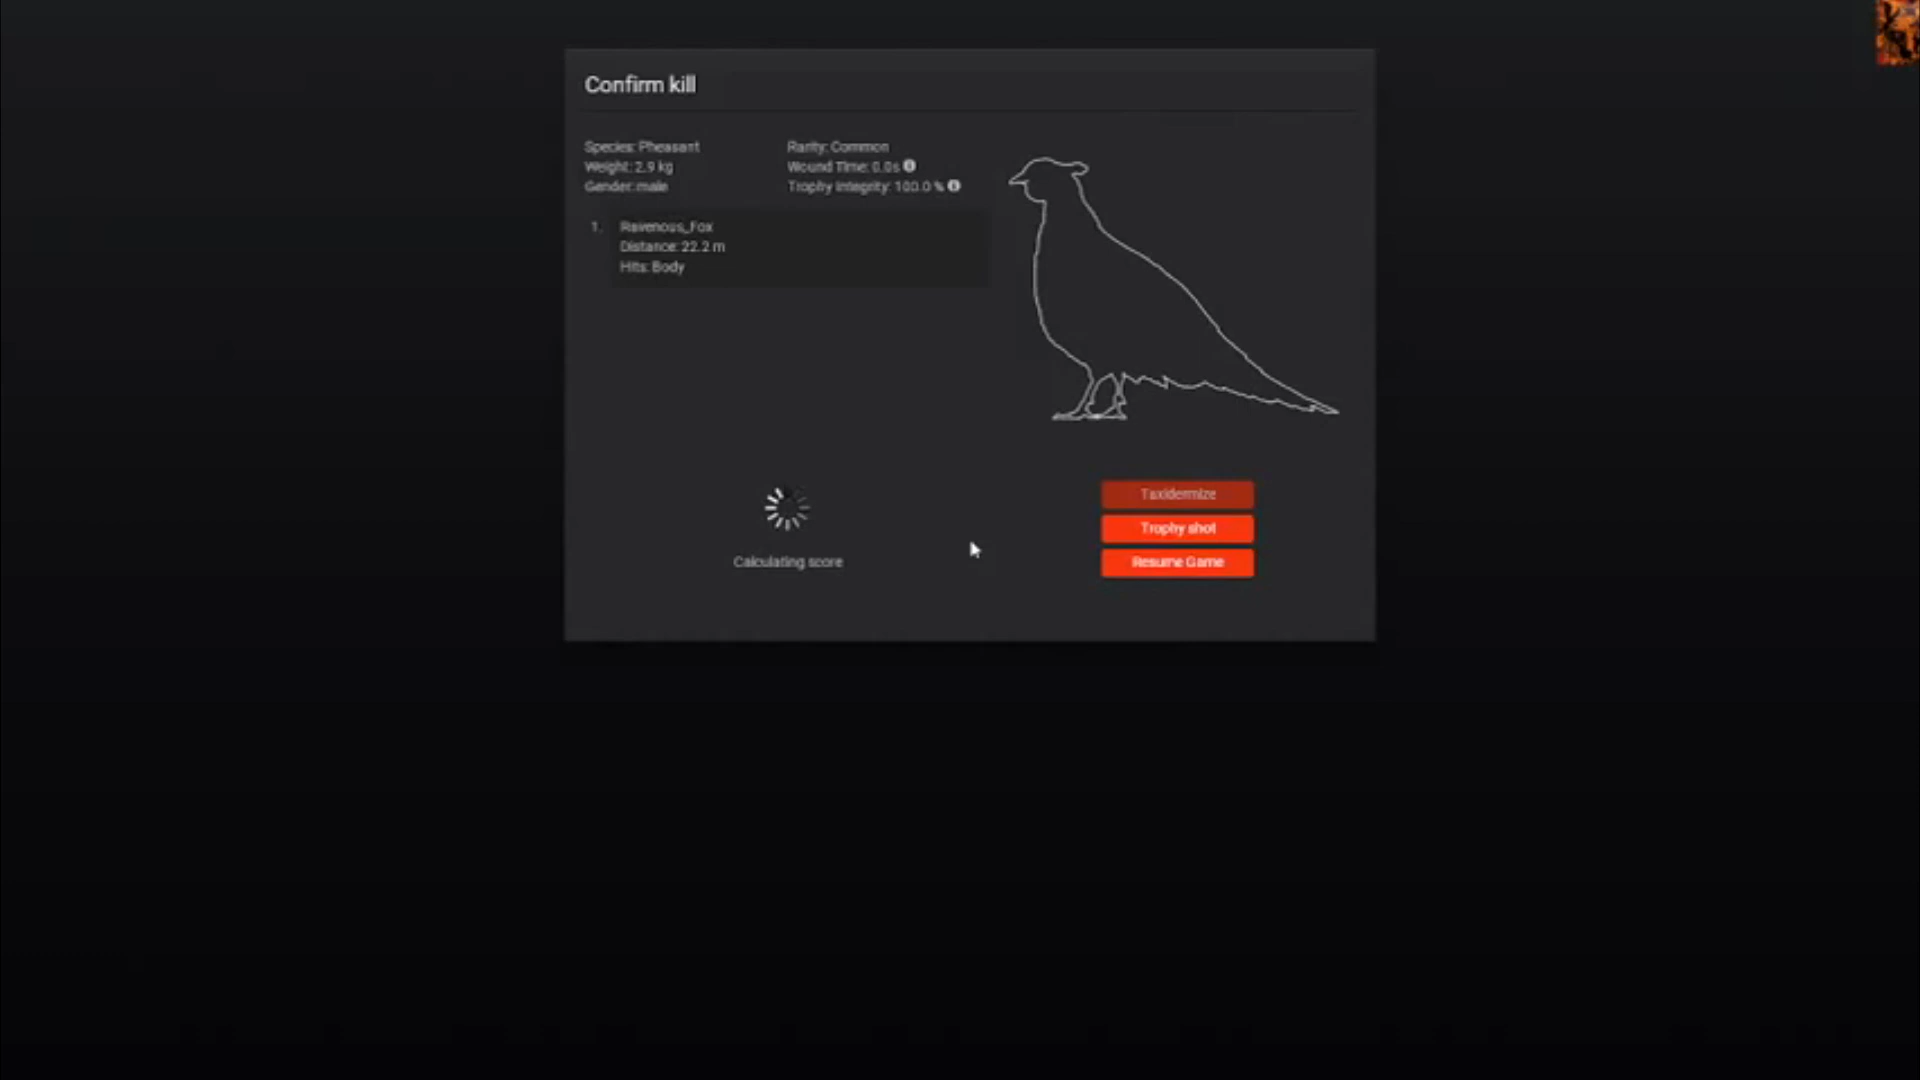 Confirm kill
Species: Pheasant
Weight: 2.9 kg
Gender: male
Rarity: Common
Wound Time: 0.0s
Trophy Integrity: 100.0 %
1. Ravenous_Fox
Distance: 22.2 m
Hits: Body
Calculating score
Taxidermize
Trophy shot
Resume Game